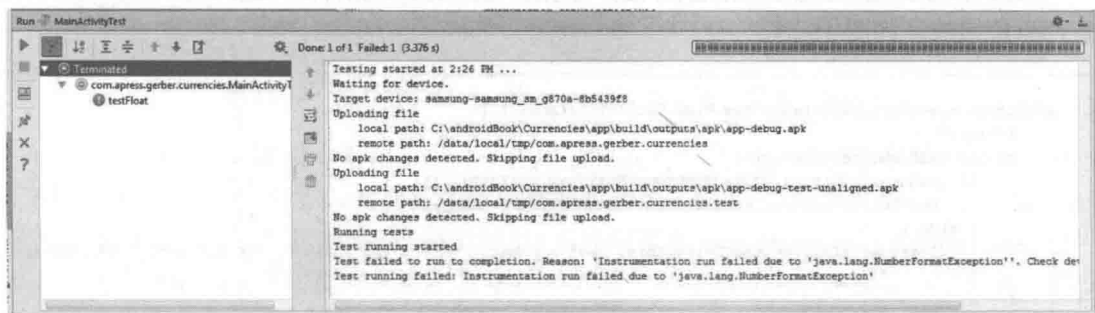 Run MainActivityTest
Done: 1 of 1 Failed: 1 (3.376 s)
Terminated
com.apress.gerber.currencies.MainActivityT
testFloat
Testing started at 2:26 PM ...
Waiting for device.
Target device: samsung-samsung_sm_g870a-8b5439f8
Uploading file
local path: C:\androidBook\Currencies\app\build\outputs\apk\app-debug.apk
remote path: /data/local/tmp/com.apress.gerber.currencies
No apk changes detected. Skipping file upload.
Uploading file
local path: C:\androidBook\Currencies\app\build\outputs\apk\app-debug-test-unaligned.apk
remote path: /data/local/tmp/com.apress.gerber.currencies.test
No apk changes detected. Skipping file upload.
Running tests
Test running started
Test failed to run to completion. Reason: 'Instrumentation run failed due to 'java.lang.NumberFormatException''. Check de
Test running failed: Instrumentation run failed due to 'java.lang.NumberFormatException'